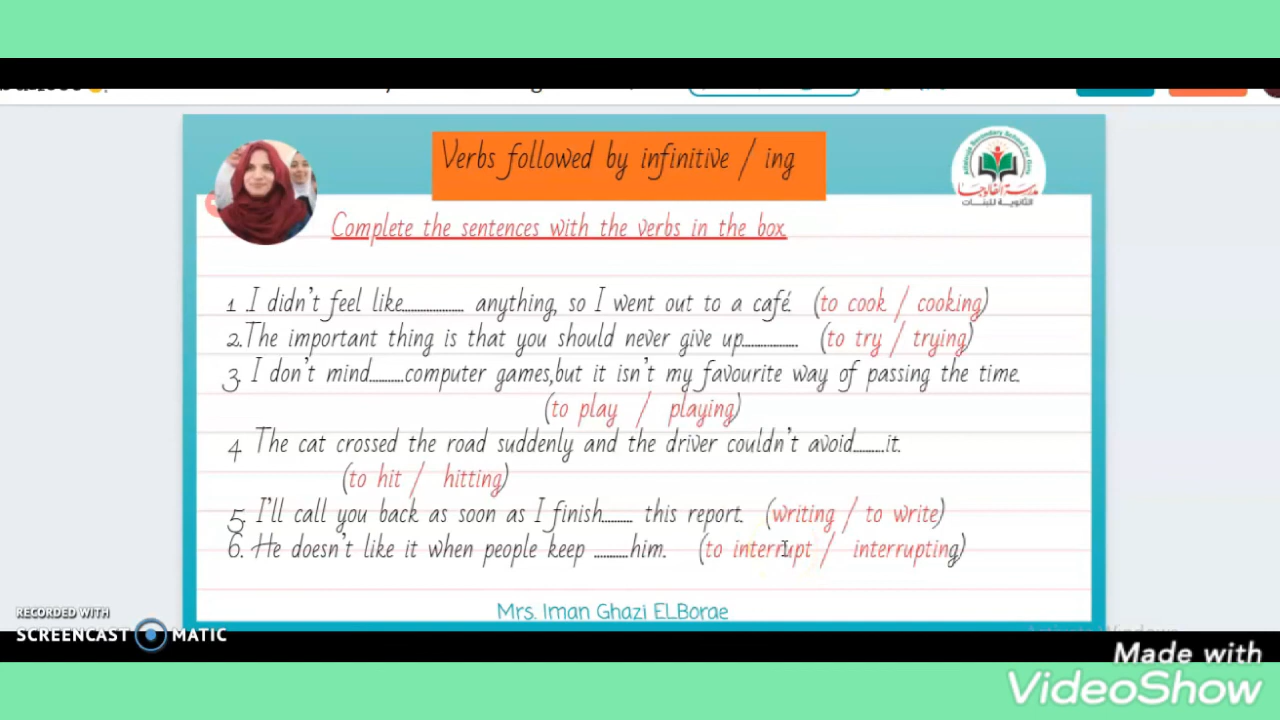 Verbs followed by infinitive / ing
مدرسة الفالوجا
الثانوية للبنات
Complete the sentences with the verbs in the box.
1. I didn't feel like.................. anything, so I went out to a café. (to cook / cooking)
2.The important thing is that you should never give up................ (to try / trying)
3. I don't mind..........computer games,but it isn't my favourite way of passing the time.
(to play / playing)
4. The cat crossed the road suddenly and the driver couldn't avoid.........it.
(to hit / hitting)
5. I'll call you back as soon as I finish......... this report. (writing / to write)
6. He doesn't like it when people keep ..........him. (to interrupt / interrupting)
Mrs. Iman Ghazi ELBorae
RECORDED WITH
SCREENCAST MATIC
Made with
VideoShow